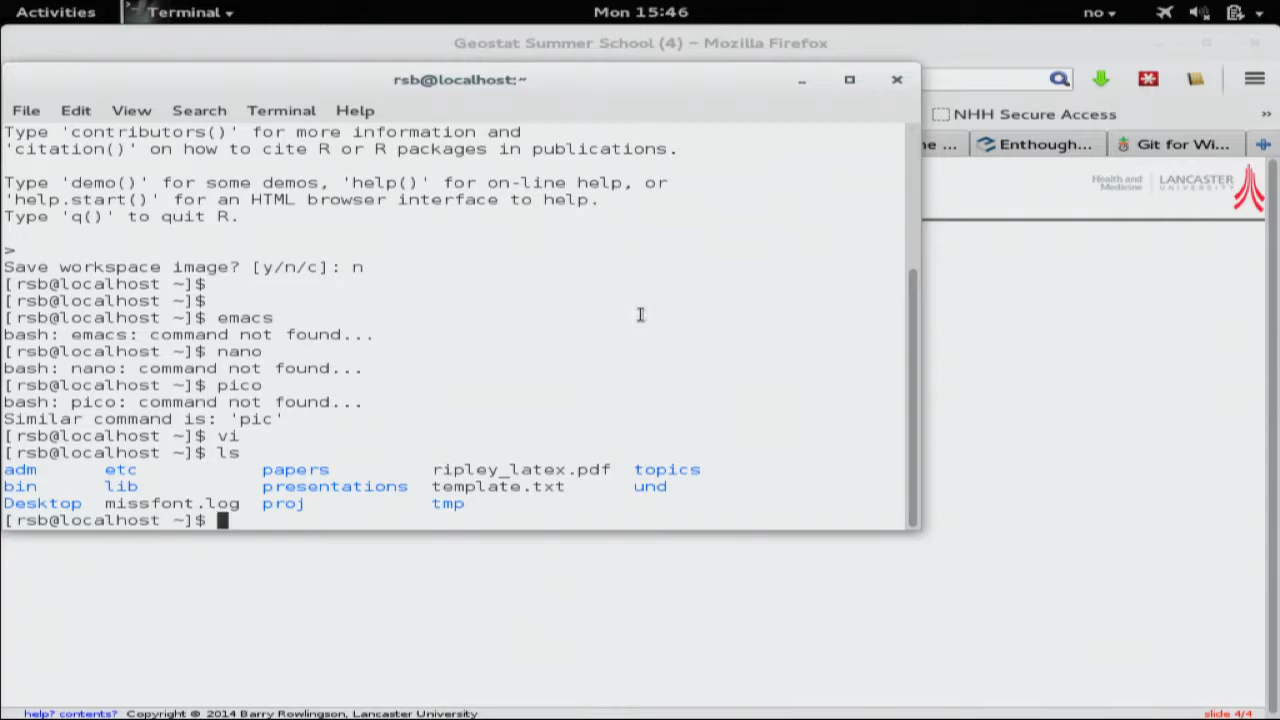 Activities
Terminal
Mon 15:46
no
Geostat Summer School (4) - Mozilla Firefox
rsb@localhost:~
File Edit View Search Terminal Help
NHH Secure Access
»
ne ...
Enthough...
Git for Wi...
Health and Medicine
LANCASTER UNIVERSITY
Type 'contributors()' for more information and
'citation()' on how to cite R or R packages in publications.
Type 'demo()' for some demos, 'help()' for on-line help, or
'help.start()' for an HTML browser interface to help.
Type 'q()' to quit R.
>
Save workspace image? [y/n/c]: n
[rsb@localhost ~]$
[rsb@localhost ~]$
[rsb@localhost ~]$ emacs
bash: emacs: command not found...
[rsb@localhost ~]$ nano
bash: nano: command not found...
[rsb@localhost ~]$ pico
bash: pico: command not found...
Similar command is: 'pic'
[rsb@localhost ~]$ vi
[rsb@localhost ~]$ ls
adm etc papers ripley_latex.pdf topics
bin lib presentations template.txt und
Desktop missfont.log proj tmp
[rsb@localhost ~]$
help? contents? Copyright © 2014 Barry Rowlingson, Lancaster University
slide 4/4